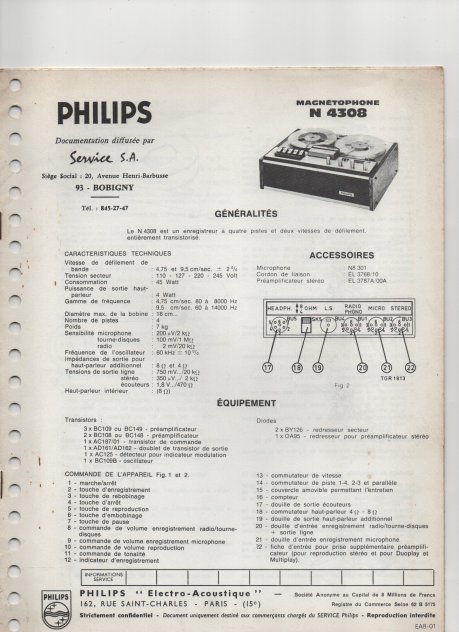 PHILIPS
Documentation diffusée par
Service S.A.
Siège Social : 20, Avenue Henri-Barbusse
93 - BOBIGNY
Tél. : 845-27-47
MAGNÉTOPHONE
N 4308
GÉNÉRALITÉS
Le N 4308 est un enregistreur à quatre pistes et deux vitesses de défilement,
entièrement transistorisé.
CARACTERISTIQUES TECHNIQUES
Vitesse de défilement de
bande : 4,75 et 9,5 cm/sec. ± 2 %
Tension secteur : 110 - 127 - 220 - 245 Volt
Consommation : 45 Watt
Puissance de sortie haut-
parleur : 4 Watt
Gamme de fréquence : 4,75 cm/sec. 80 à 8000 Hz
9,5 cm/sec. 60 à 14000 Hz
Diamètre max. de la bobine : 18 cm
Nombre de pistes : 4
Poids : 7 kg
Sensibilité microphone : 200 µV/2 kΩ
tourne-disques : 100 mV/1 MΩ
radio : 2 mV/20 kΩ
Fréquence de l'oscillateur : 60 kHz ± 10 %
Impédances de sortie pour
haut-parleur additionnel : 8 Ω et 4 Ω
Tensions de sortie ligne : 750 mV.../20 kΩ
stéréo : 350 µV.../2 kΩ
écouteurs : 1,8 V.../470 Ω
Haut-parleur intérieur : (8 Ω)
ACCESSOIRES
Microphone : N8 301
Cordon de liaison : EL 3768/10
Préamplificateur stéréo : EL 3787A/00A
HEADPH. 8 4 OHM L.S. RADIO PHONO MICRO STEREO
BU5 SK5 BU4 BU2 BU1 BU3
17 18 19 20 21 22
Fig. 2
TGR 1813
ÉQUIPEMENT
Transistors :
3 x BC109 ou BC149 - préamplificateur
2 x BC108 ou BC148 - préamplificateur
1 x AC187/01 - transistor de commande
1 x AD161/AD162 - doublet de transistor de sortie
1 x AC125 - détecteur pour indicateur modulation
1 x BC109B - oscillateur
Diodes
2 x BY126 - redresseur secteur
1 x OA95 - redresseur pour préamplificateur stéréo
COMMANDE DE L'APPAREIL Fig. 1 et 2.
1 - marche/arrêt
2 - touche d'enregistrement
3 - touche de rebobinage
4 - touche d'arrêt
5 - touche de reproduction
6 - touche d'embobinage
7 - touche de pause
8 - commande de volume enregistrement radio/tourne-
disques
9 - commande volume enregistrement microphone
10 - commande de volume reproduction
11 - commande de tonalité
12 - indicateur d'enregistrement
13 - commutateur de vitesse
14 - commutateur de piste 1-4, 2-3 et parallèle
15 - couvercle amovible permettant l'entretien
16 - compteur
17 - douille de sortie écouteurs
18 - commutateur haut-parleur 4 Ω - 8 Ω
19 - douille de sortie haut-parleur additionnel
20 - douille d'entrée enregistrement radio/tourne-disques
+ sortie ligne
21 - douille d'entrée enregistrement microphone
22 - fiche d'entrée pour prise supplémentaire préamplifi-
cateur (pour reproduction stéréo et pour Duoplay et
Multiplay).
INFORMATIONS
SERVICE
PHILIPS
PHILIPS "Electro-Acoustique" — Société Anonyme au Capital de 8 Millions de Francs
162, RUE SAINT-CHARLES - PARIS - (15e) Registre du Commerce Seine 62 B 5175
Strictement confidentiel - Document uniquement destiné aux commerçants chargés du SERVICE Philips - Reproduction interdite
EA8-01